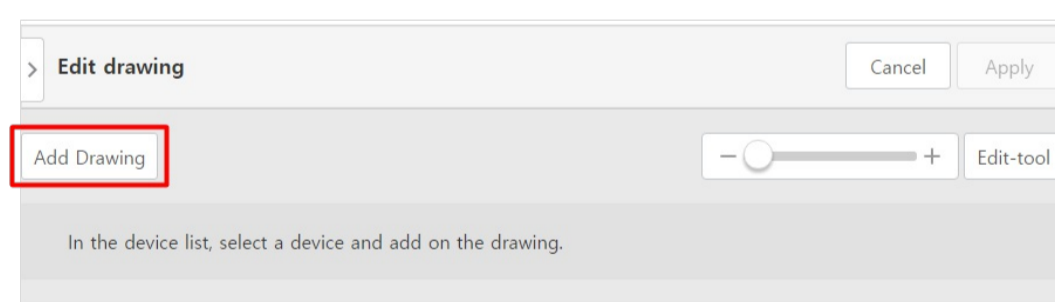 Edit drawing
Cancel
Apply
Add Drawing
Edit-tool
In the device list, select a device and add on the drawing.